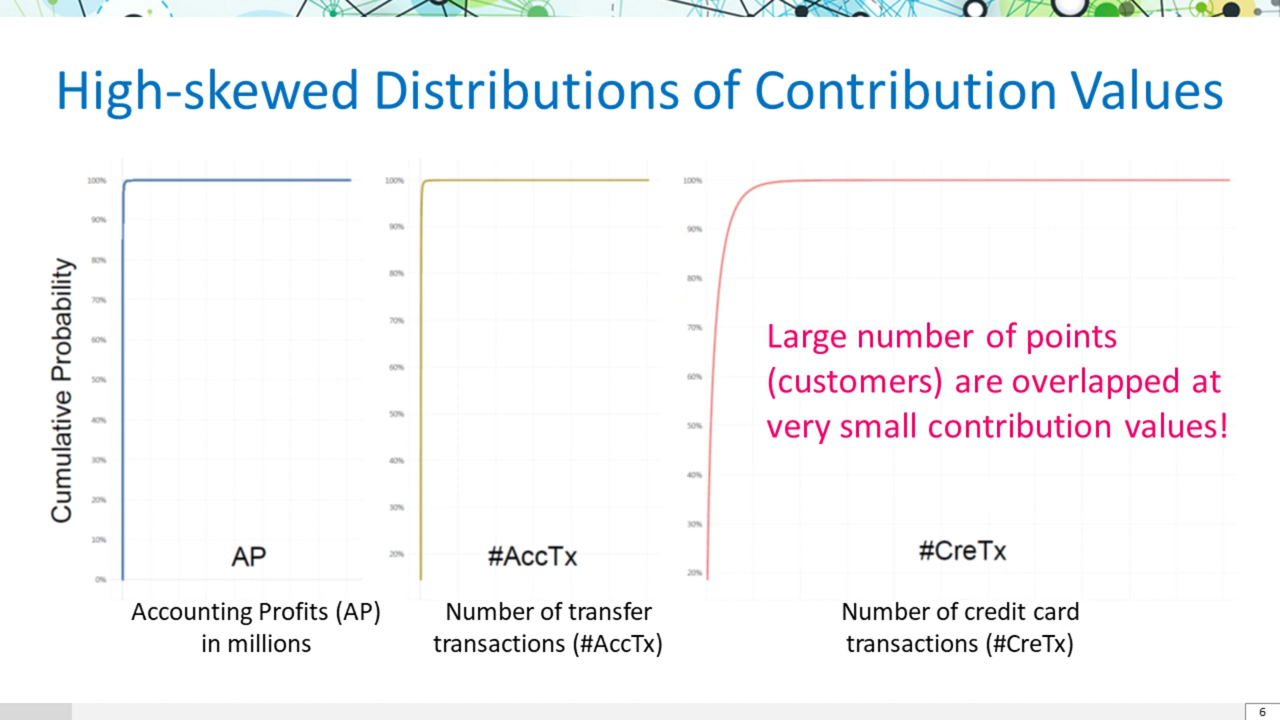 High-skewed Distributions of Contribution Values
Cumulative Probability
100%
90%
80%
70%
60%
50%
40%
30%
20%
10%
0%
AP
Accounting Profits (AP)
in millions
100%
90%
80%
70%
60%
50%
40%
30%
20%
#AccTx
Number of transfer
transactions (#AccTx)
100%
90%
80%
70%
60%
50%
40%
30%
20%
Large number of points
(customers) are overlapped at
very small contribution values!
#CreTx
Number of credit card
transactions (#CreTx)
6